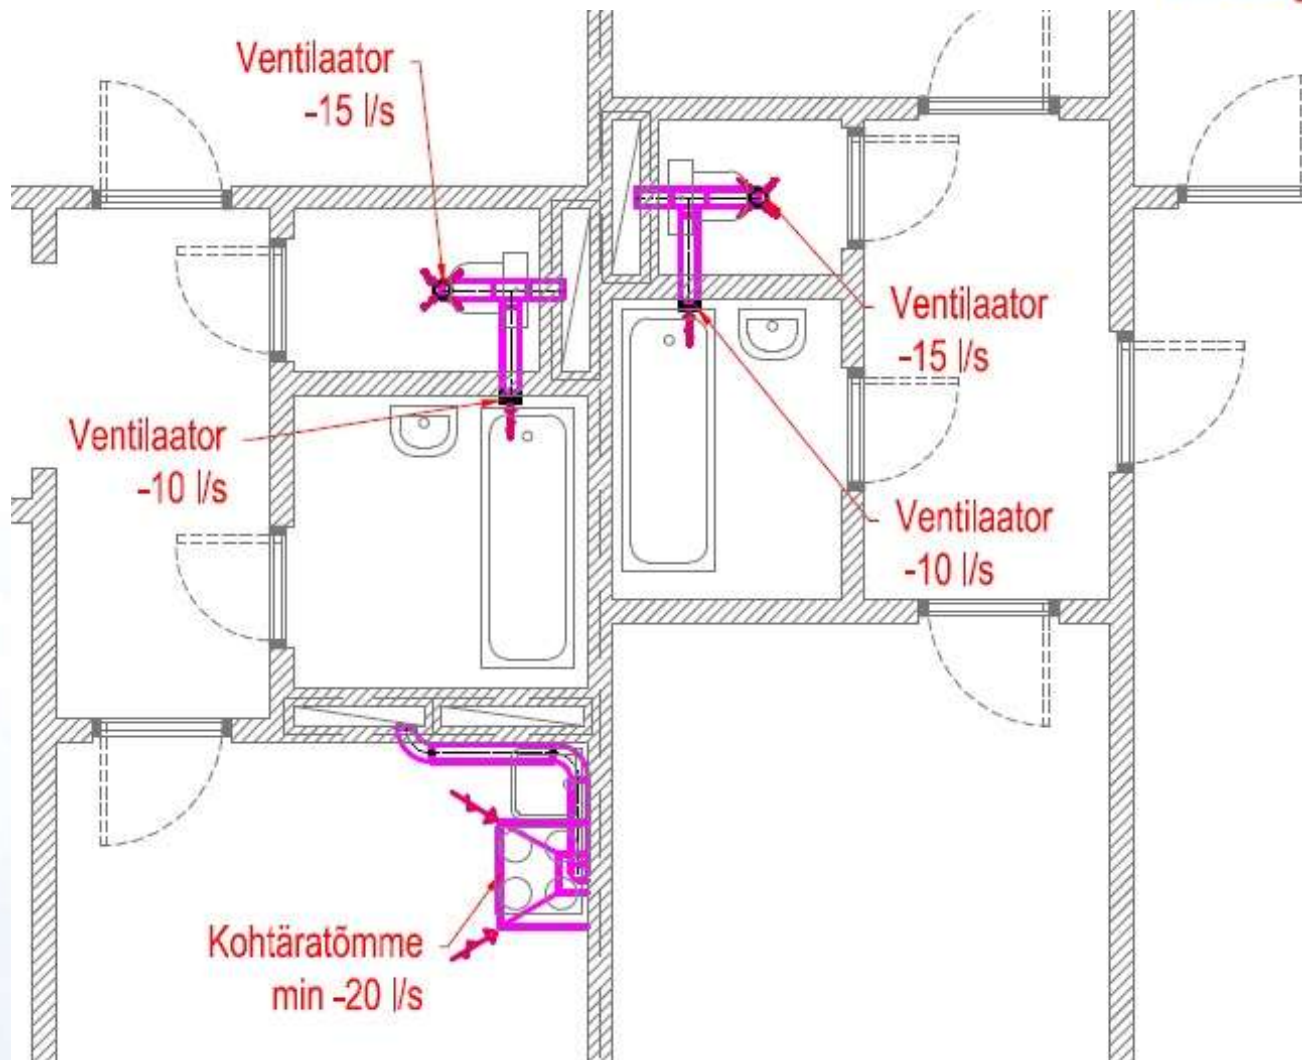 Ventilaator
-15 l/s
Ventilaator
-15 l/s
Ventilaator
-10 l/s
Ventilaator
-10 l/s
Kohtäratõmme
min -20 l/s